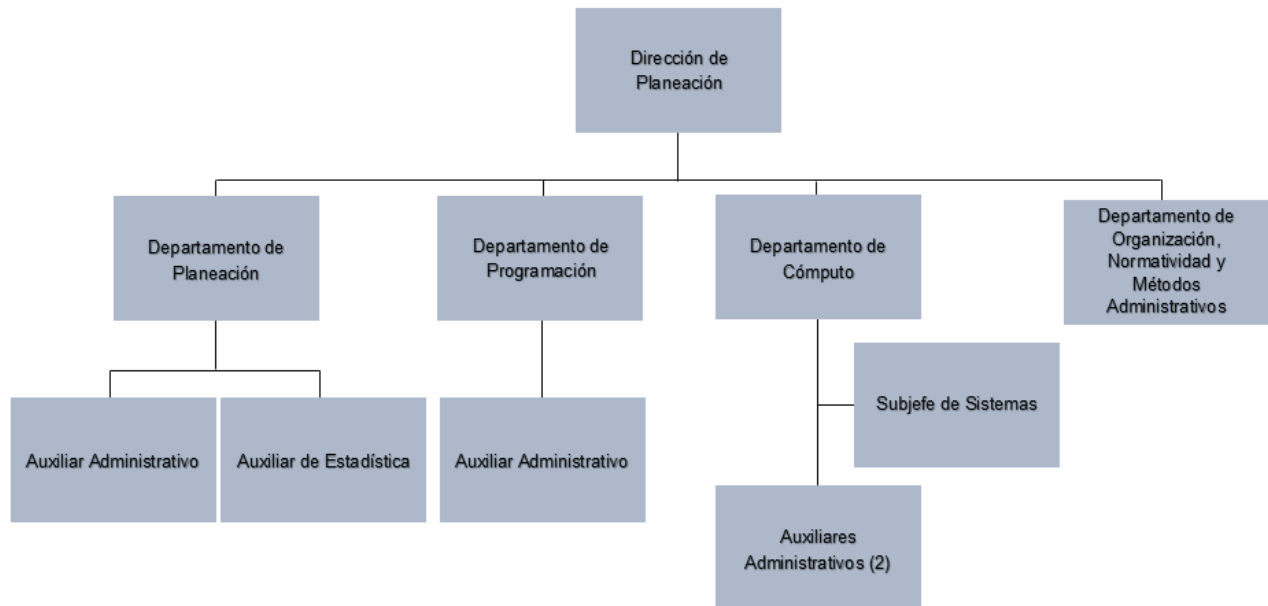 Dirección de
Planeación
Departamento de
Planeación
Departamento de
Programación
Departamento de
Cómputo
Departamento de
Organización,
Normatividad y
Métodos
Administrativos
Subjefe de Sistemas
Auxiliar Administrativo
Auxiliar de Estadística
Auxiliar Administrativo
Auxiliares
Administrativos (2)